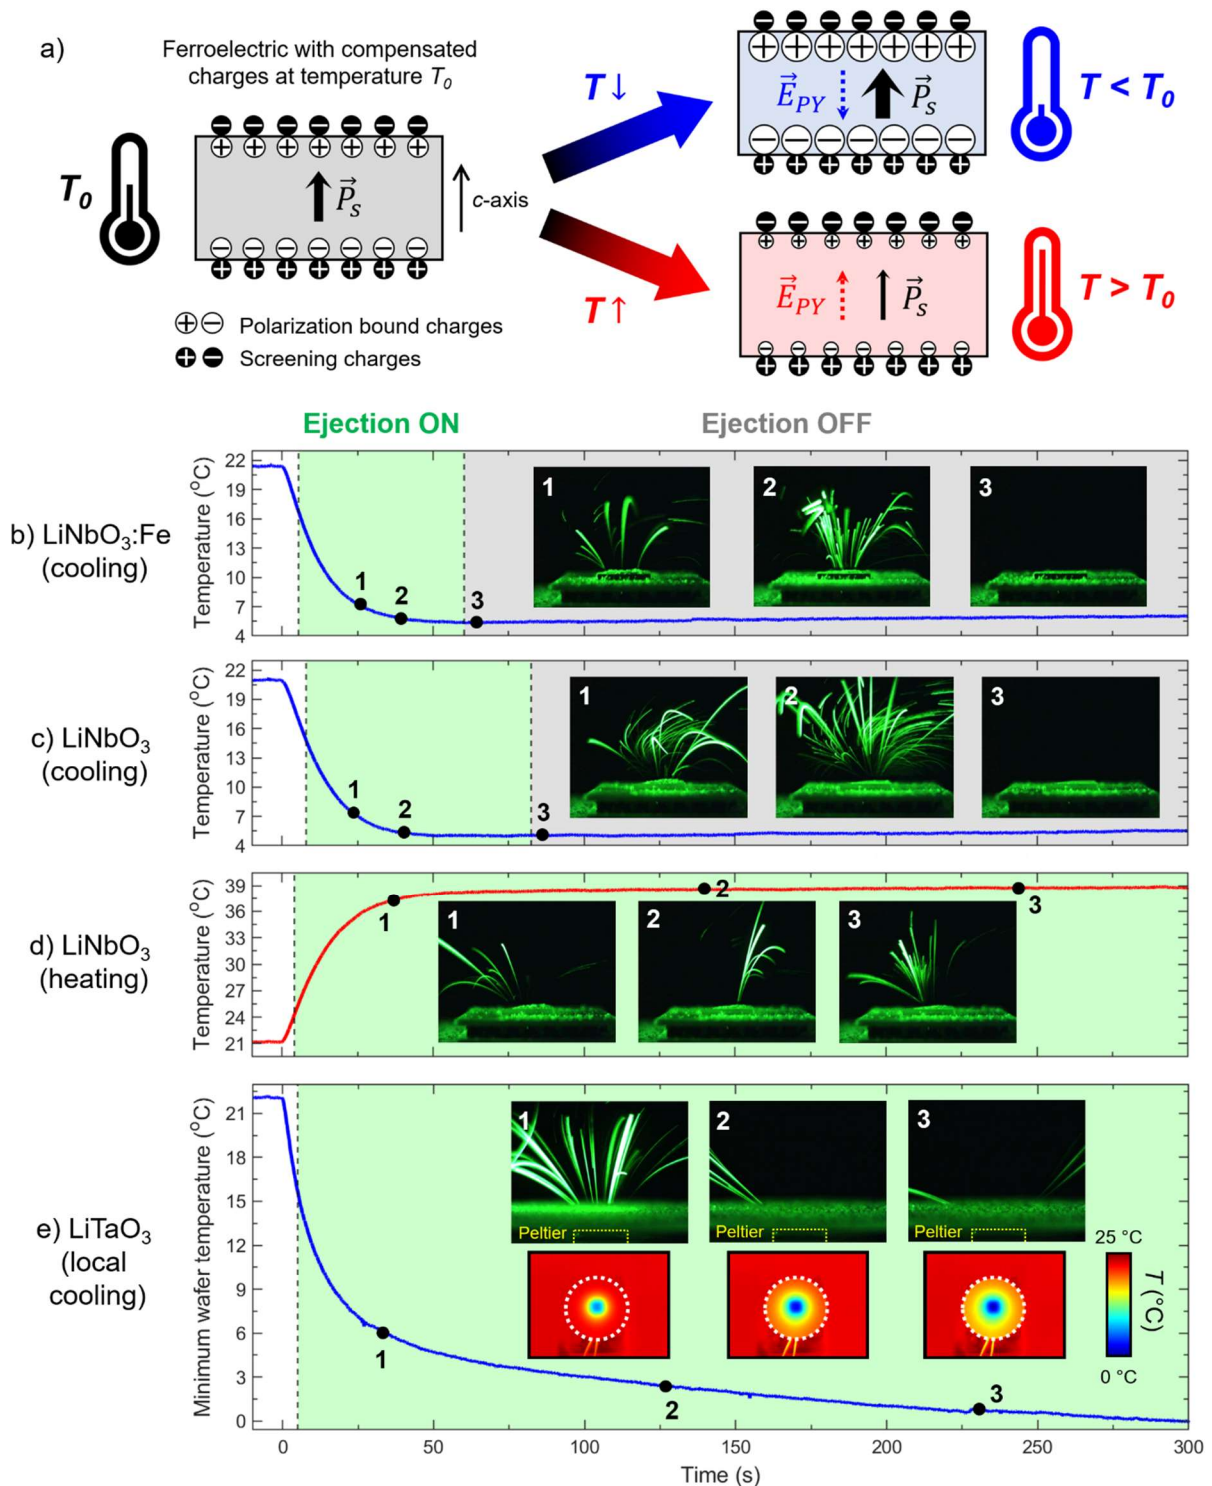 a)
Ferroelectric with compensated
charges at temperature T₀
T₀
P⃗s
c-axis
Polarization bound charges
Screening charges
T↓
E⃗PY
P⃗s
T < T₀
T↑
E⃗PY
P⃗s
T > T₀
Ejection ON
Ejection OFF
b) LiNbO₃:Fe
(cooling)
Temperature (°C)
22
19
16
13
10
7
4
1
2
3
1
2
3
c) LiNbO₃
(cooling)
Temperature (°C)
22
19
16
13
10
7
4
1
2
3
1
2
3
d) LiNbO₃
(heating)
Temperature (°C)
39
36
33
30
27
24
21
1
2
3
1
2
3
e) LiTaO₃
(local
cooling)
Minimum wafer temperature (°C)
21
18
15
12
9
6
3
0
1
2
3
Peltier
Peltier
Peltier
25 °C
T (°C)
0 °C
1
2
3
0
50
100
150
200
250
300
Time (s)